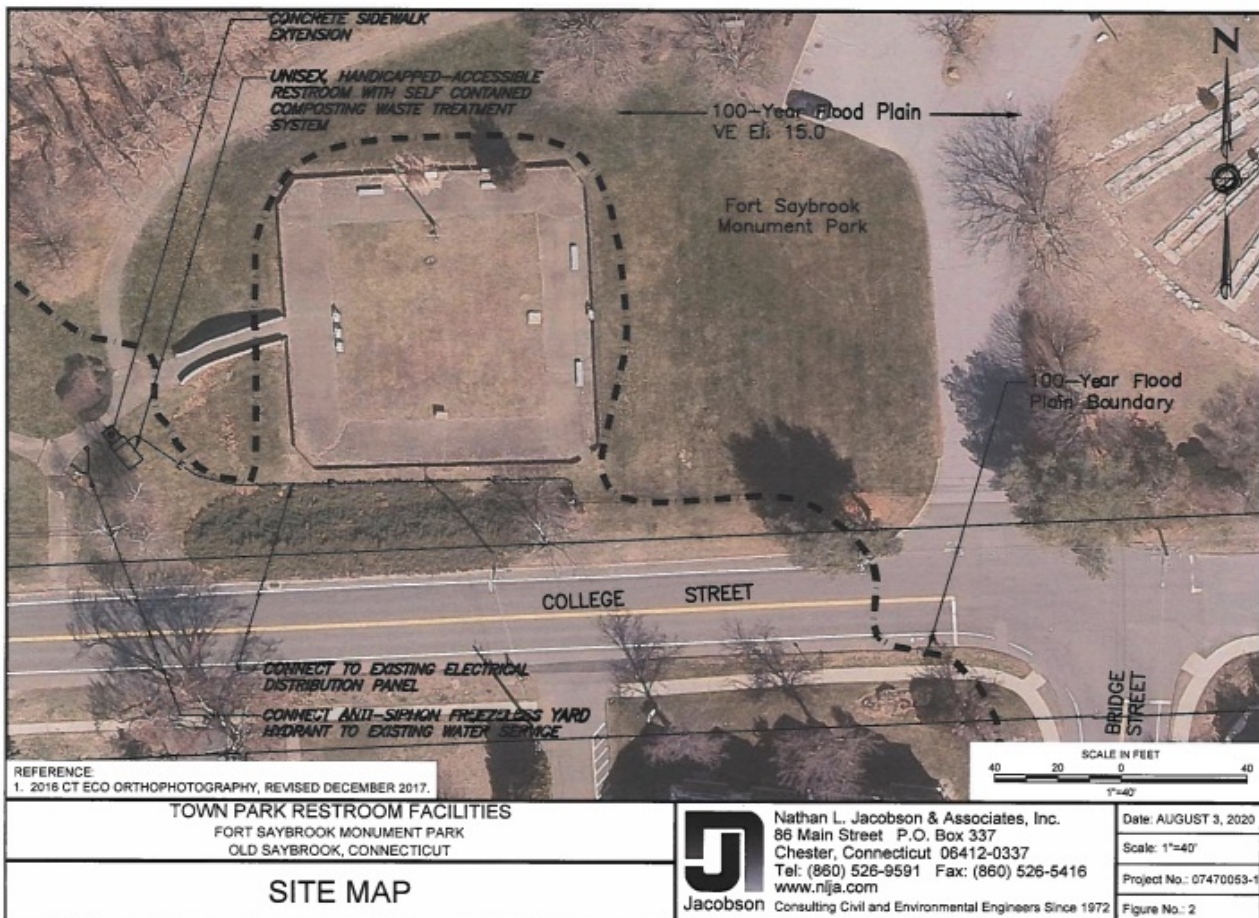 CONCRETE SIDEWALK
EXTENSION
UNISEX, HANDICAPPED-ACCESSIBLE
RESTROOM WITH SELF CONTAINED
COMPOSTING WASTE TREATMENT
SYSTEM
100-Year Flood Plain
VE El. 15.0
N
Fort Saybrook
Monument Park
100-Year Flood
Plain Boundary
COLLEGE STREET
BRIDGE
STREET
CONNECT TO EXISTING ELECTRICAL
DISTRIBUTION PANEL
CONNECT ANTI-SIPHON FREEZELESS YARD
HYDRANT TO EXISTING WATER SERVICE
REFERENCE:
1. 2016 CT ECO ORTHOPHOTOGRAPHY, REVISED DECEMBER 2017.
SCALE IN FEET
40 20 0 40
1"=40'
TOWN PARK RESTROOM FACILITIES
FORT SAYBROOK MONUMENT PARK
OLD SAYBROOK, CONNECTICUT
SITE MAP
Jacobson
Nathan L. Jacobson & Associates, Inc.
86 Main Street P.O. Box 337
Chester, Connecticut 06412-0337
Tel: (860) 526-9591 Fax: (860) 526-5416
www.nlja.com
Consulting Civil and Environmental Engineers Since 1972
Date: AUGUST 3, 2020
Scale: 1"=40'
Project No.: 07470053-1
Figure No.: 2